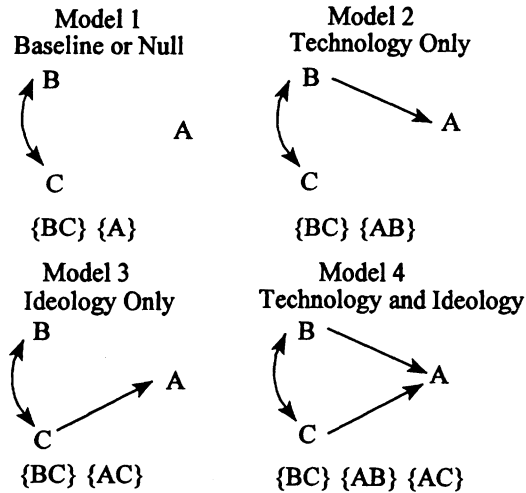 Model 1
Baseline or Null
B
A
C
{BC} {A}
Model 2
Technology Only
B
A
C
{BC} {AB}
Model 3
Ideology Only
B
A
C
{BC} {AC}
Model 4
Technology and Ideology
B
A
C
{BC} {AB} {AC}